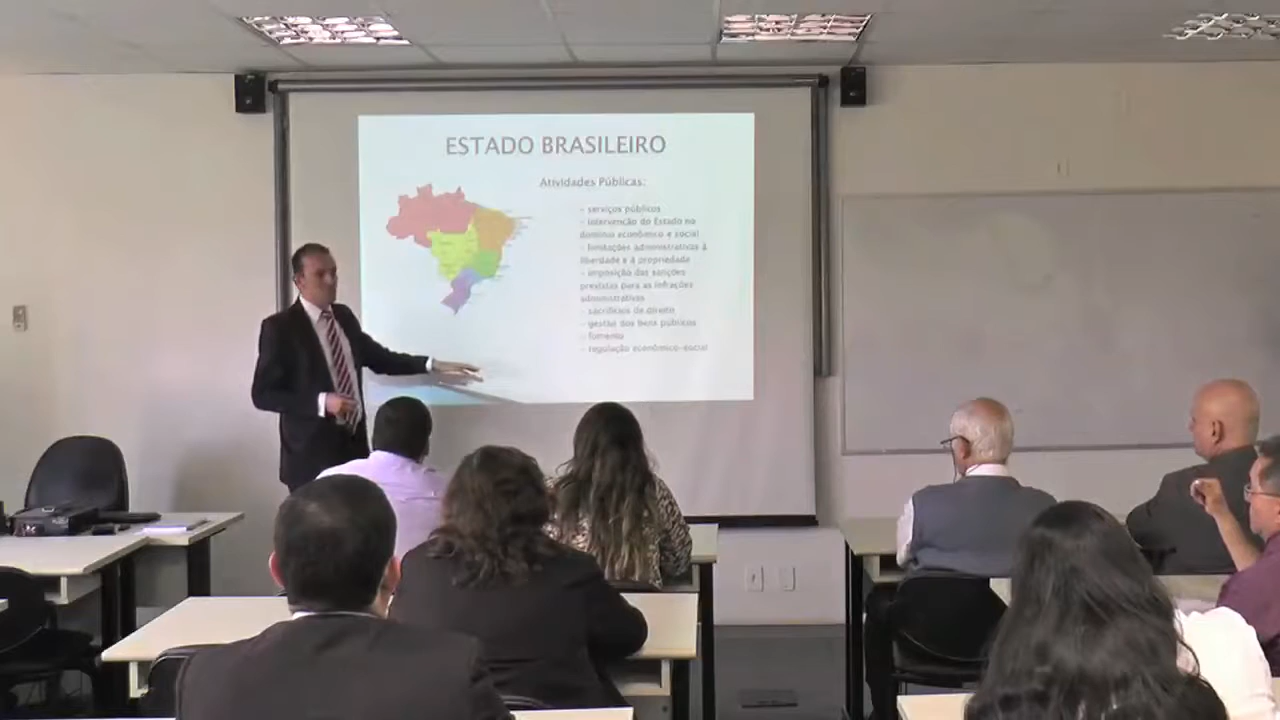 ESTADO BRASILEIRO
Atividades Públicas:
- serviços públicos
- intervenção do Estado no
domínio econômico e social
- limitações administrativas à
liberdade e à propriedade
- imposição das sanções
previstas para as infrações
administrativas
- sacrifícios de direito
- gestão dos bens públicos
- fomento
- regulação econômico-social